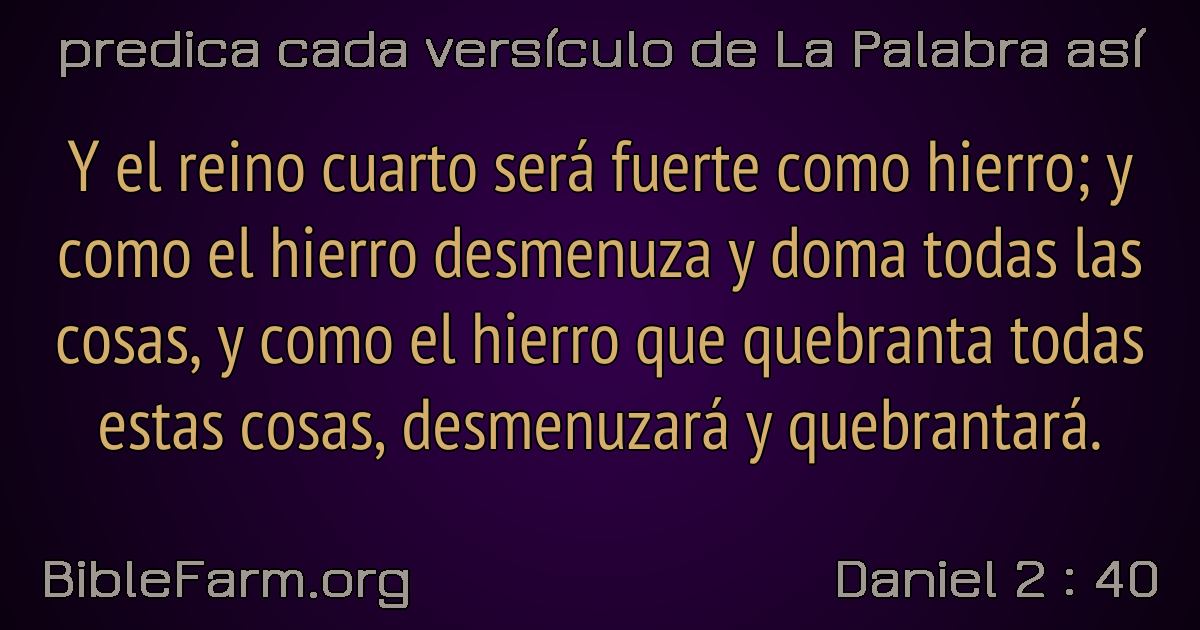 predica cada versículo de La Palabra así
Y el reino cuarto será fuerte como hierro; y
como el hierro desmenuza y doma todas las
cosas, y como el hierro que quebranta todas
estas cosas, desmenuzará y quebrantará.
BibleFarm.org
Daniel 2 : 40